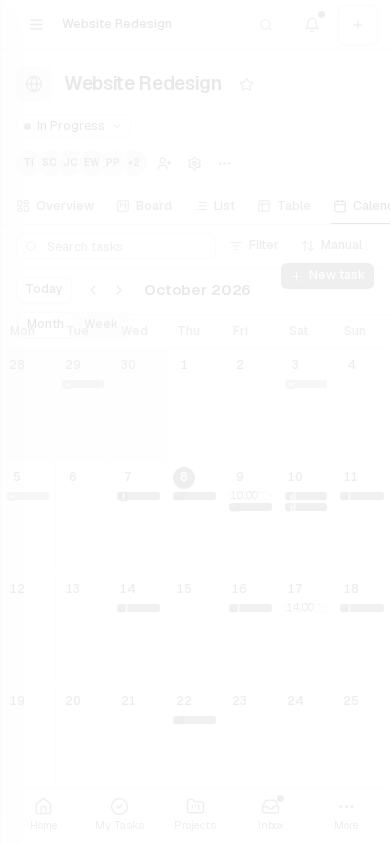 Website Redesign
Website Redesign
In Progress
SC JC EW PP +2
Overview Board List Table
Search tasks Filter Manual
New task
Today October 2026
Month Week
Mon Tue Wed Thu Fri Sat Sun
28 29 30 1 2 3 4
5 6 7 8 9 10 11
10:00
12 13 14 15 16 17 18
14:00
19 20 21 22 23 24 25
Home My Tasks Projects Inbox More